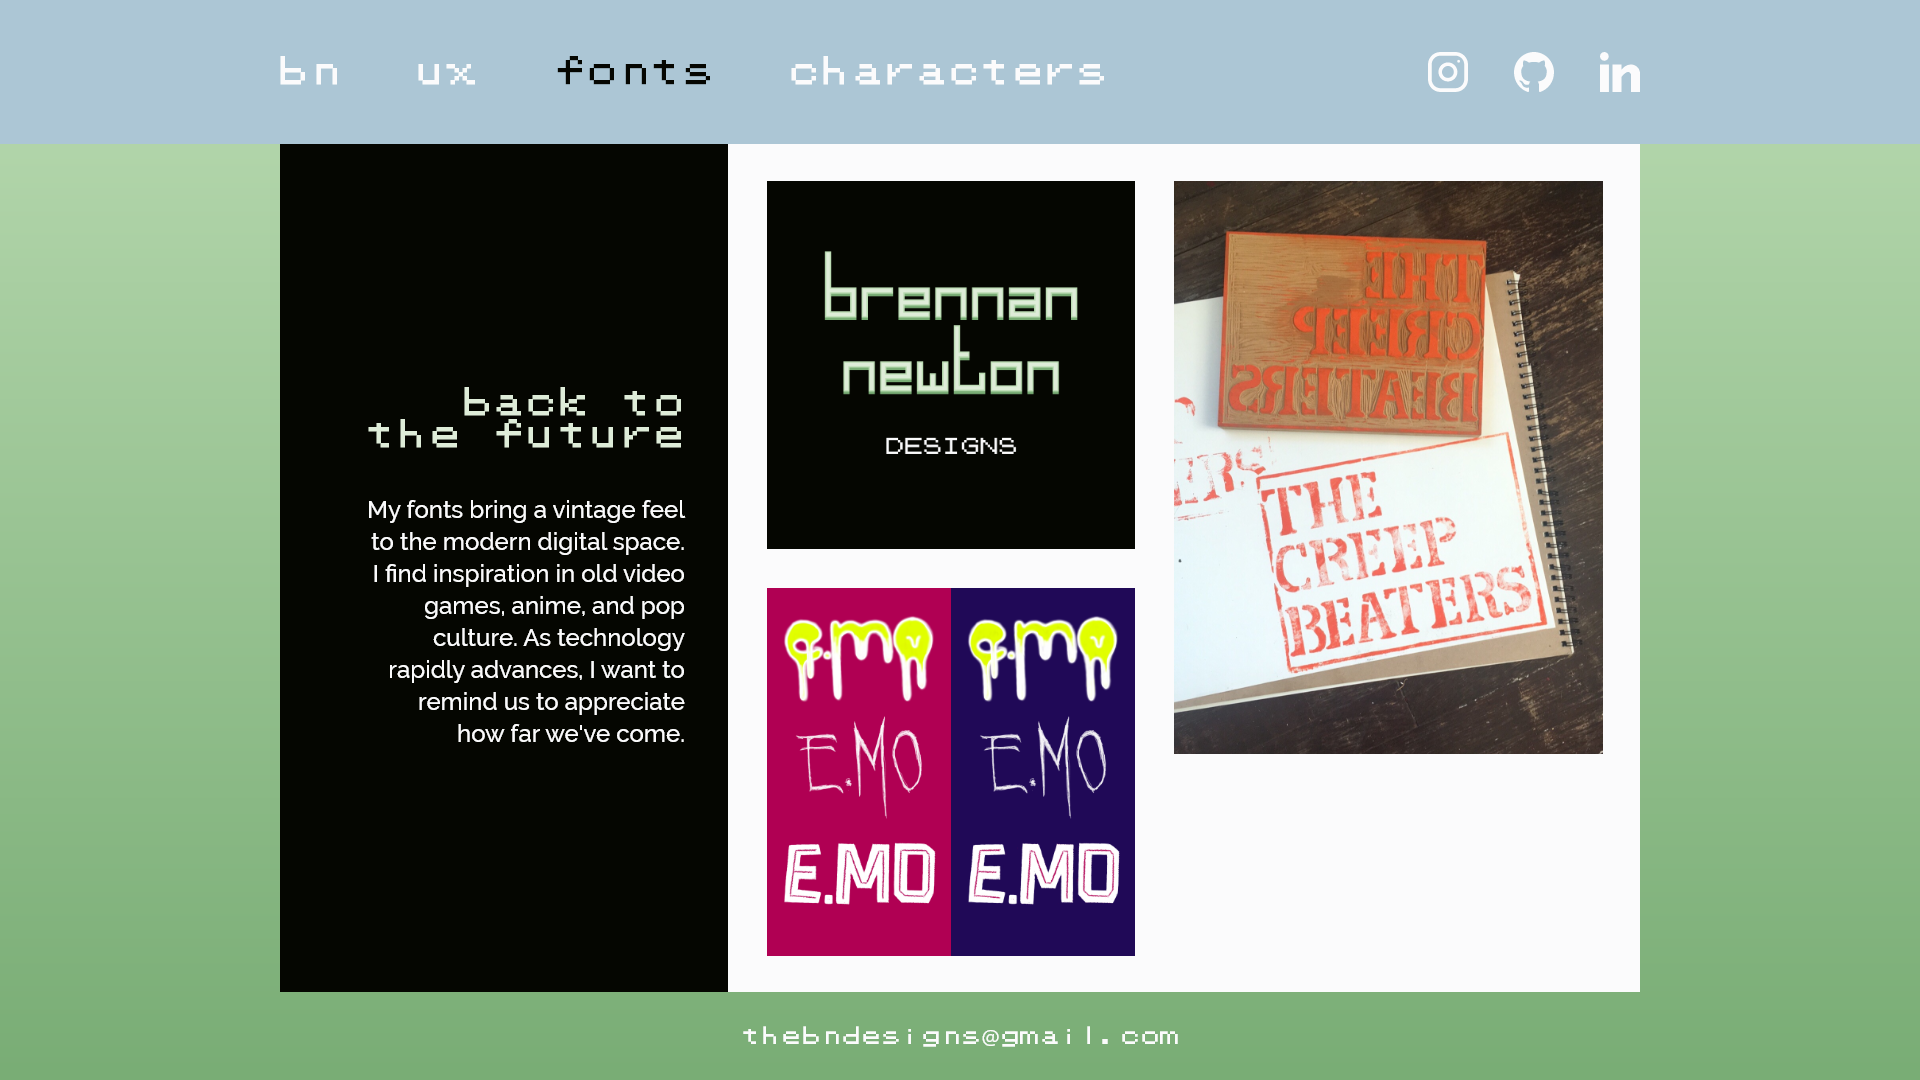 bn ux fonts characters
back to
the future
My fonts bring a vintage feel
to the modern digital space.
I find inspiration in old video
games, anime, and pop
culture. As technology
rapidly advances, I want to
remind us to appreciate
how far we've come.
brennan
newton
DESIGNS
e.mo e.mo
E.MO E.MO
E.MO E.MO
THE
CREEP
BEATERS
ERS
THE
CREEP
BEATERS
thebndesigns@gmail.com